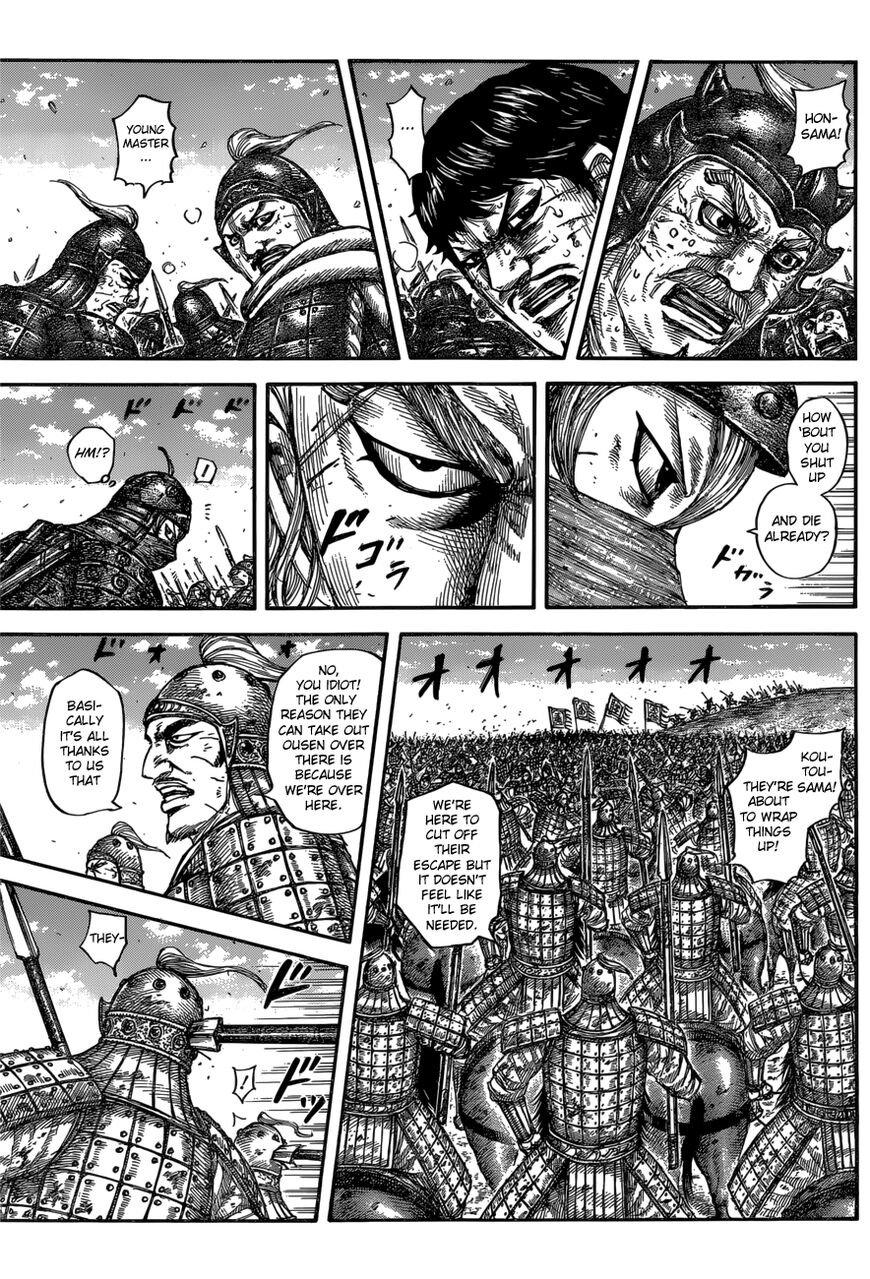 HON-
SAMA!
...
YOUNG
MASTER
...
HOW
'BOUT
YOU
SHUT
UP
AND DIE
ALREADY?
ドガラ
ドゴラ
ドドド
!
HM!?
オオオオオ
KOU-
TOU-
SAMA!
THEY'RE
ABOUT
TO WRAP
THINGS
UP!
WE'RE
HERE TO
CUT OFF
THEIR
ESCAPE BUT
IT DOESN'T
FEEL LIKE
IT'LL BE
NEEDED.
NO,
YOU IDIOT!
THE ONLY
REASON THEY
CAN TAKE OUT
OUSEN OVER
THERE IS
BECAUSE
WE'RE OVER
HERE.
BASI-
CALLY
IT'S ALL
THANKS
TO US
THAT
THEY-
ドドッ
!